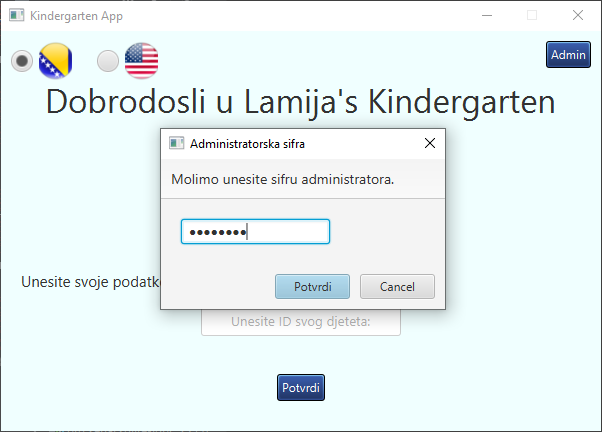 Kindergarten App
Admin
Dobrodosli u Lamija's Kindergarten
Administratorska sifra
Molimo unesite sifru administratora.
••••••••
Potvrdi Cancel
Unesite svoje
Unesite ID svog djeteta:
Potvrdi